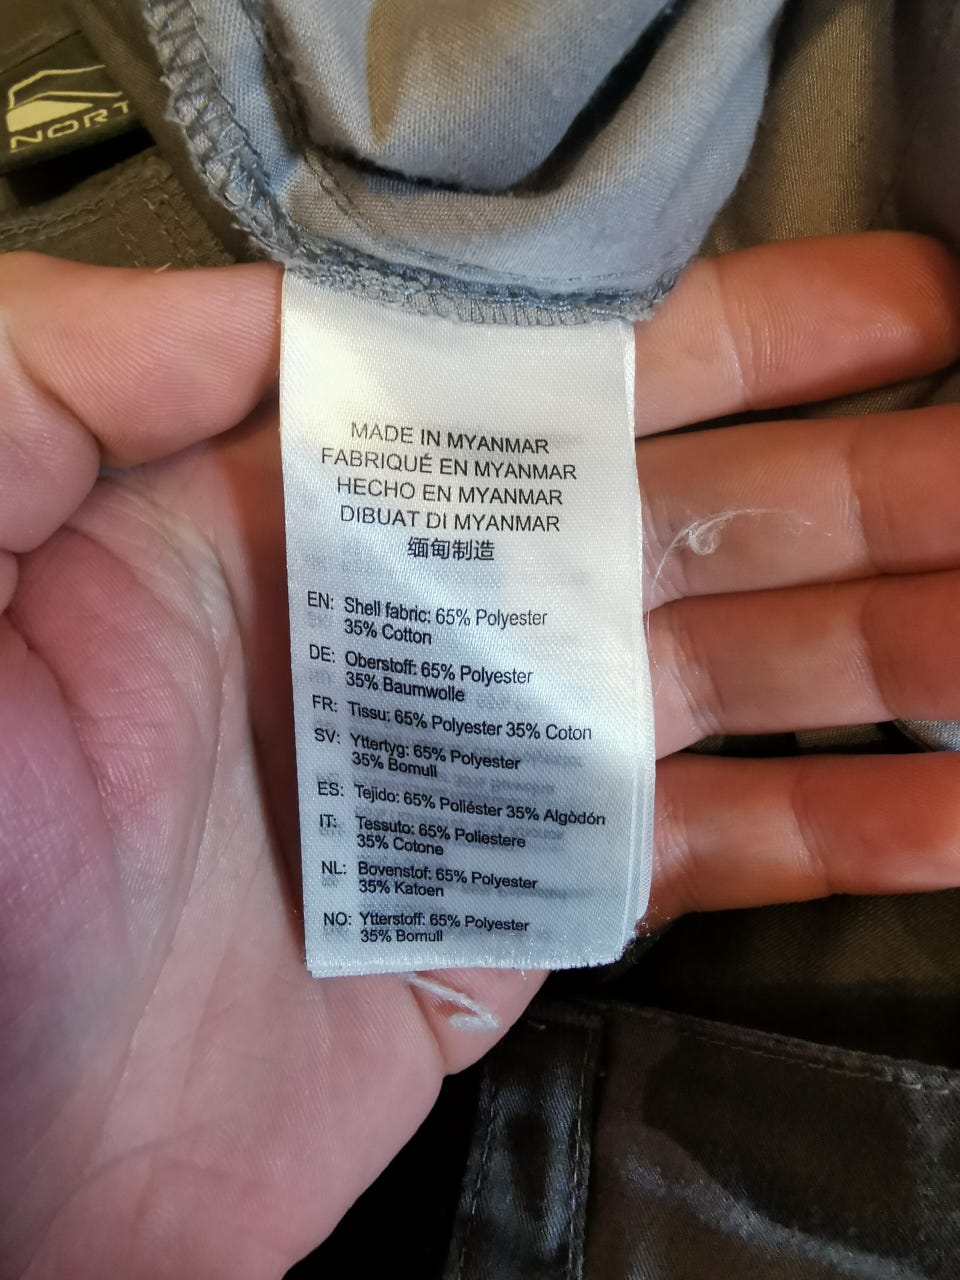 NORT
MADE IN MYANMAR
FABRIQUÉ EN MYANMAR
HECHO EN MYANMAR
DIBUAT DI MYANMAR
缅甸制造
EN: Shell fabric: 65% Polyester
35% Cotton
DE: Oberstoff: 65% Polyester
35% Baumwolle
FR: Tissu: 65% Polyester 35% Coton
SV: Yttertyg: 65% Polyester
35% Bomull
ES: Tejido: 65% Poliéster 35% Algòdón
IT: Tessuto: 65% Poliestere
35% Cotone
NL: Bovenstof: 65% Polyester
35% Katoen
NO: Ytterstoff: 65% Polyester
35% Bomull